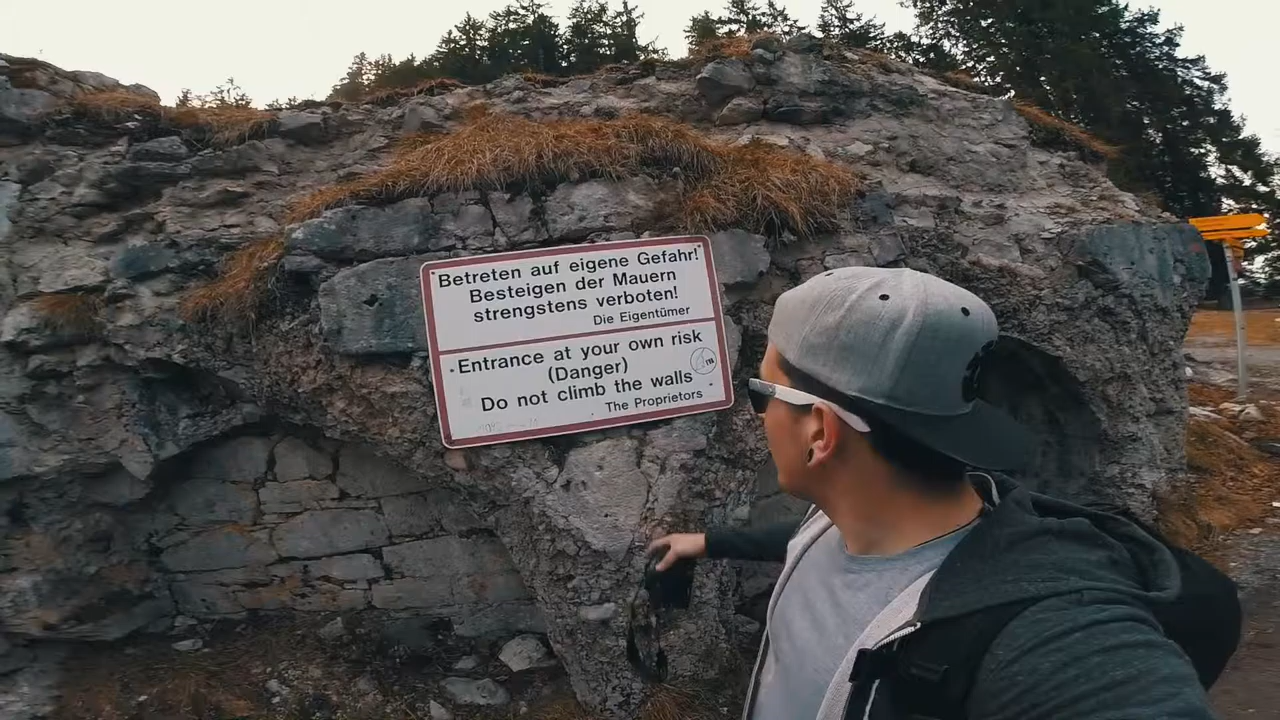 Betreten auf eigene Gefahr!
Besteigen der Mauern
strengstens verboten!
Die Eigentümer
Entrance at your own risk
(Danger)
Do not climb the walls
The Proprietors